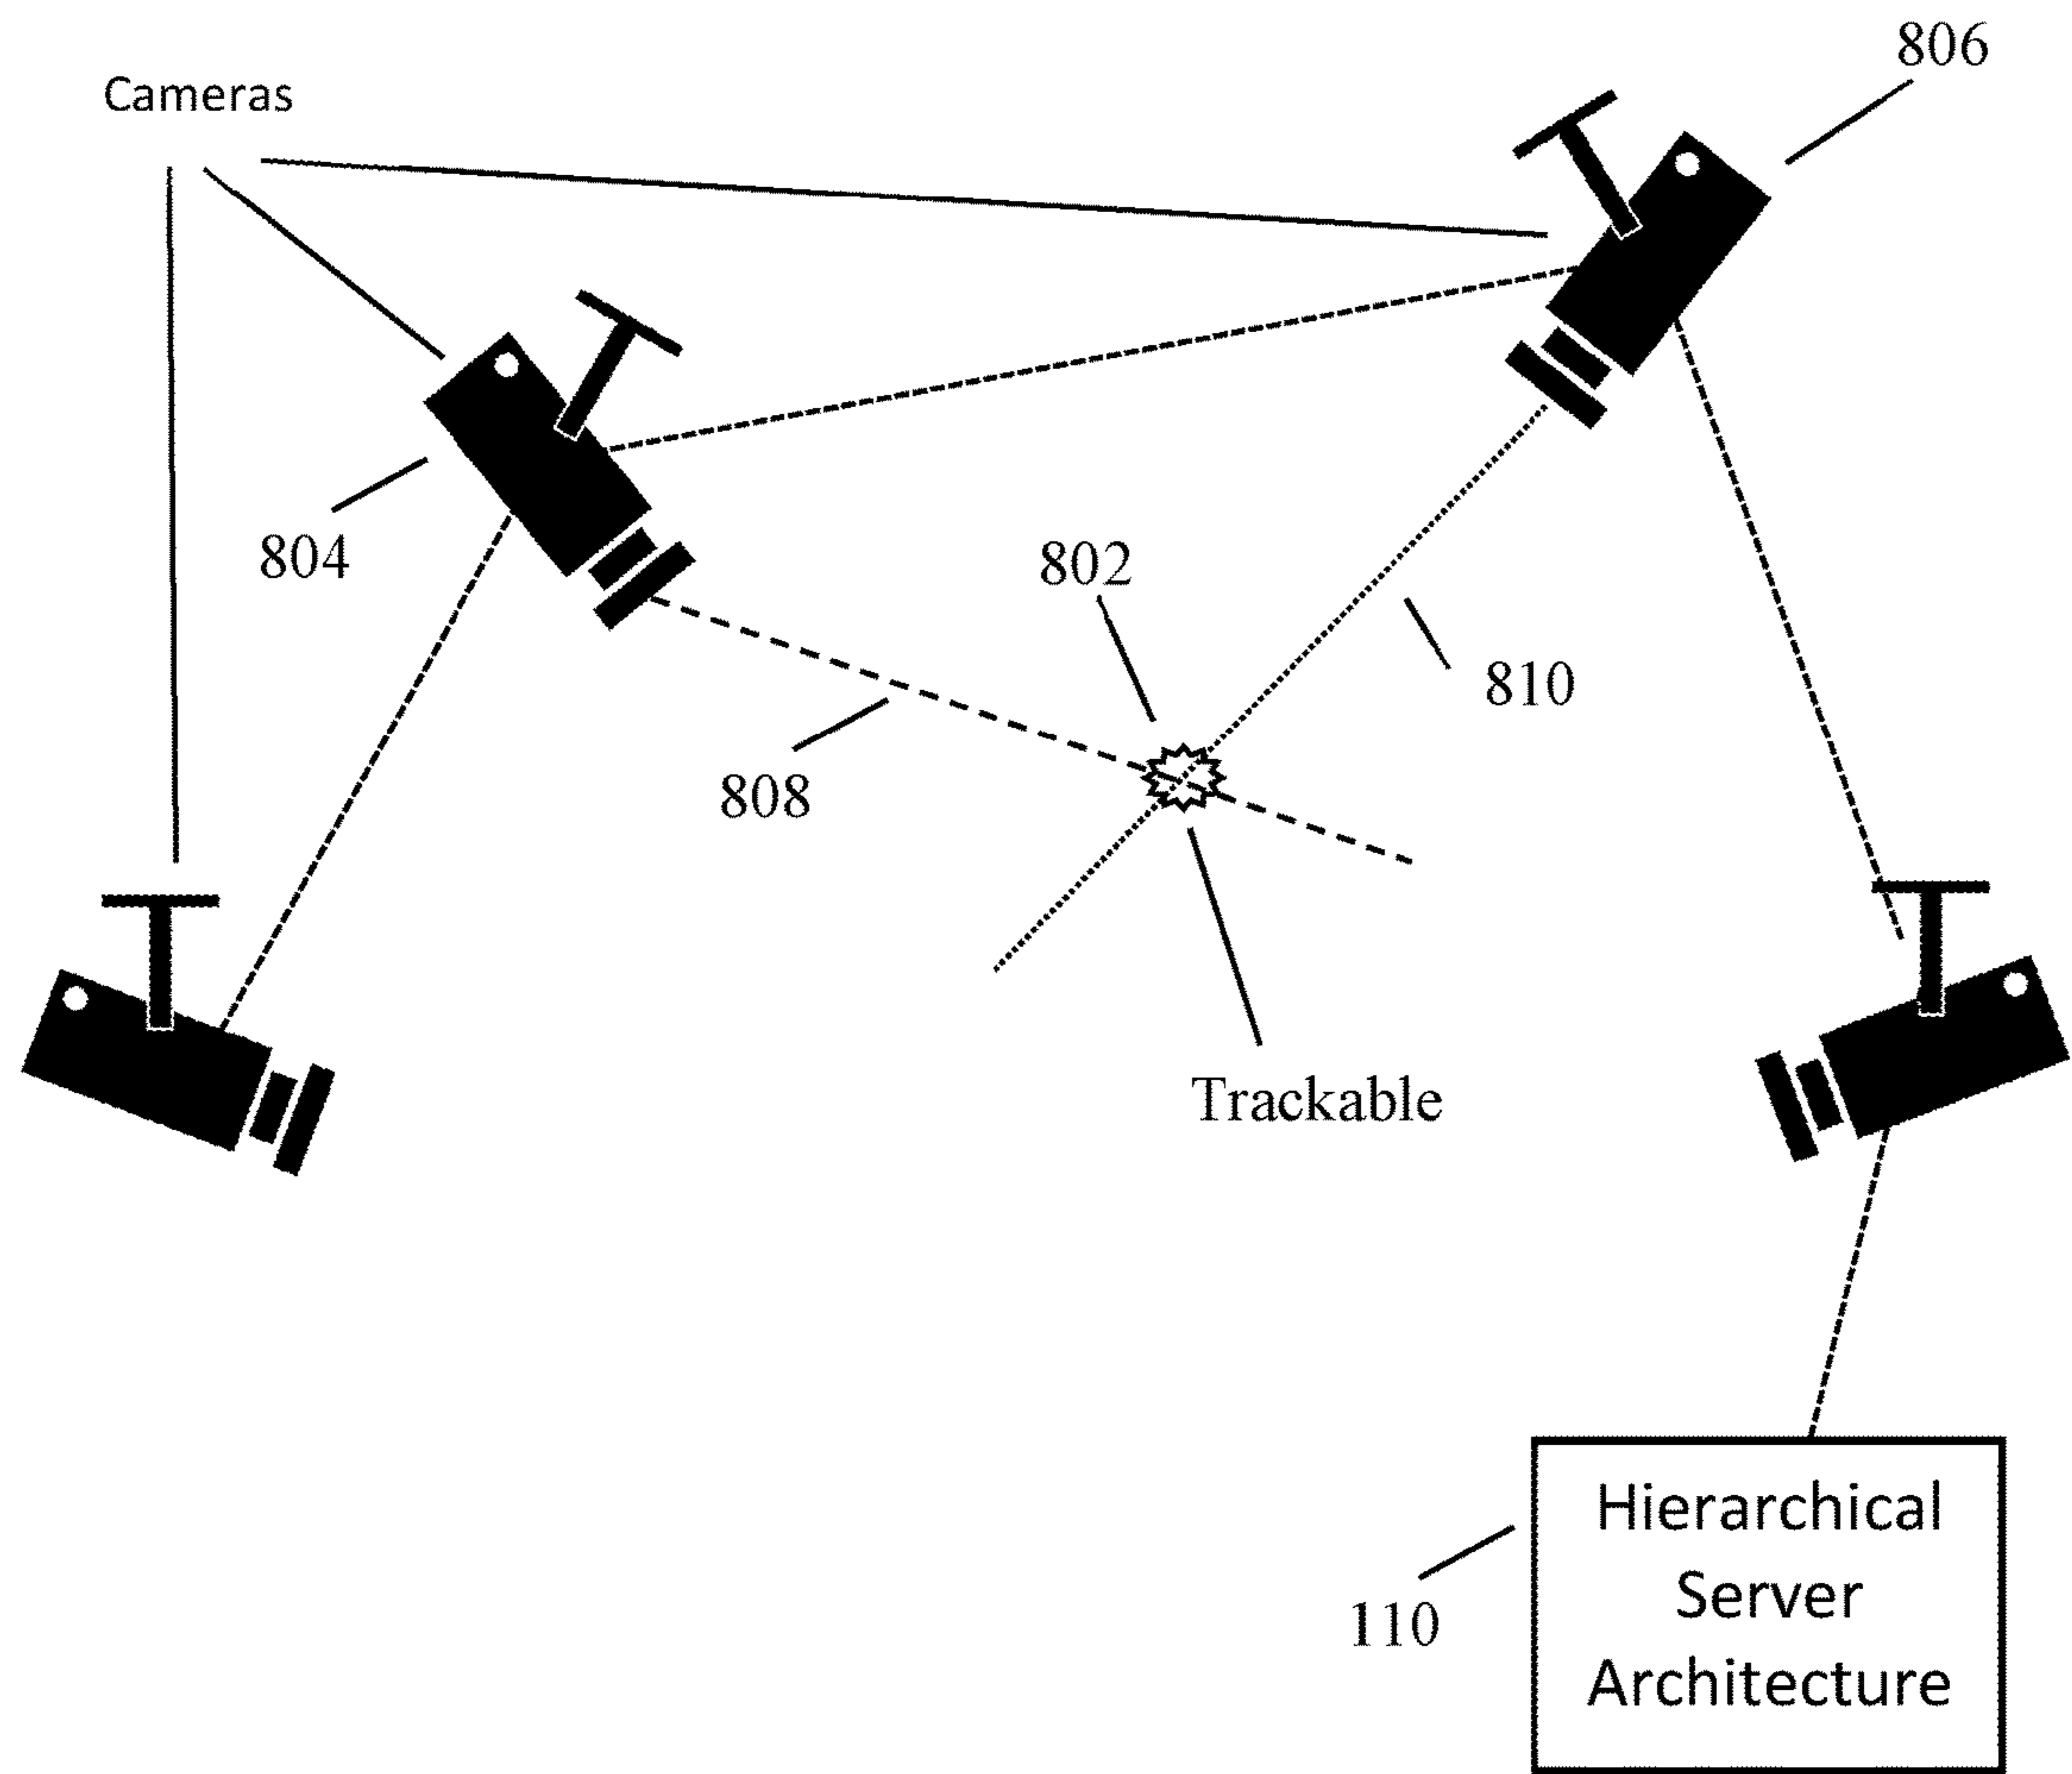 806
Cameras
804
802
810
808
Trackable
Hierarchical
Server
Architecture
110